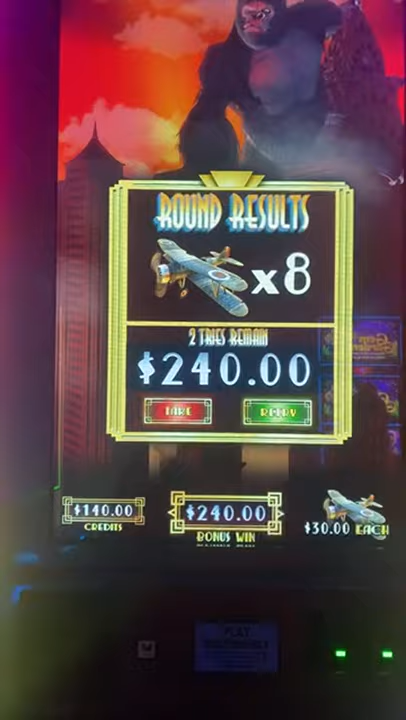 ROUND RESULTS
x8
2 TRIES REMAIN
$240.00
TAKE
RETRY
$140.00
CREDITS
$240.00
BONUS WIN
$30.00 EACH
PLAY